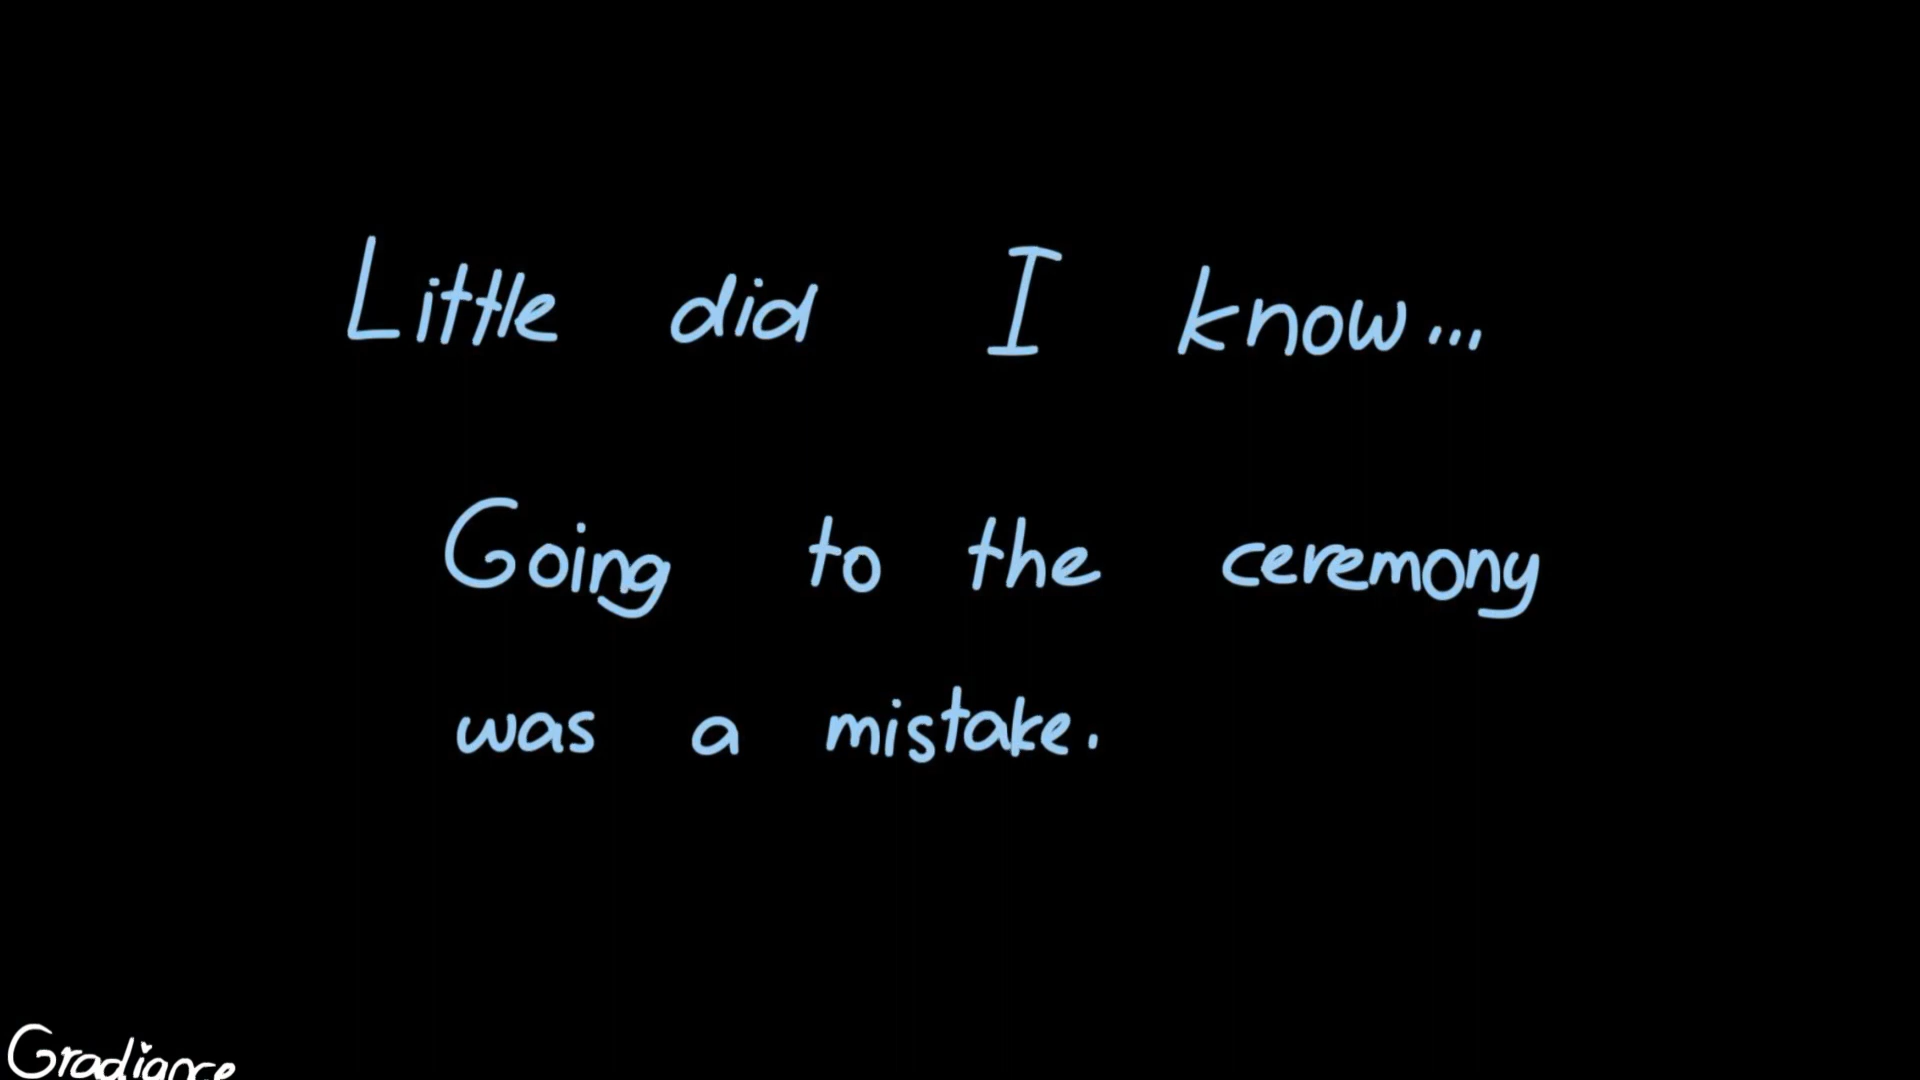 Little did I know...
Going to the ceremony
was a mistake.
Gradiance